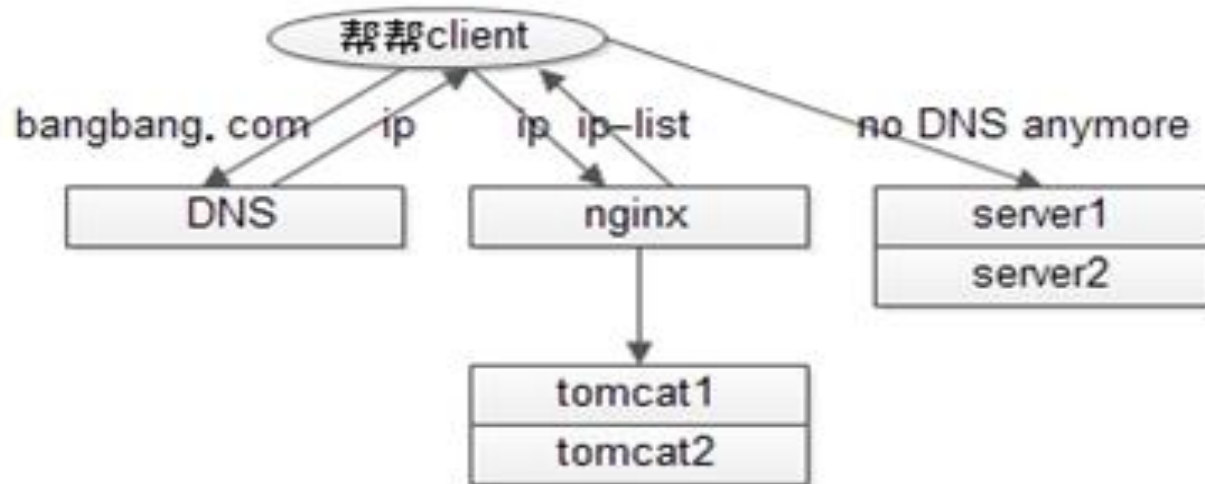 帮帮client
bangbang.com ip ip ip-list no DNS anymore
DNS nginx server1
server2
tomcat1
tomcat2